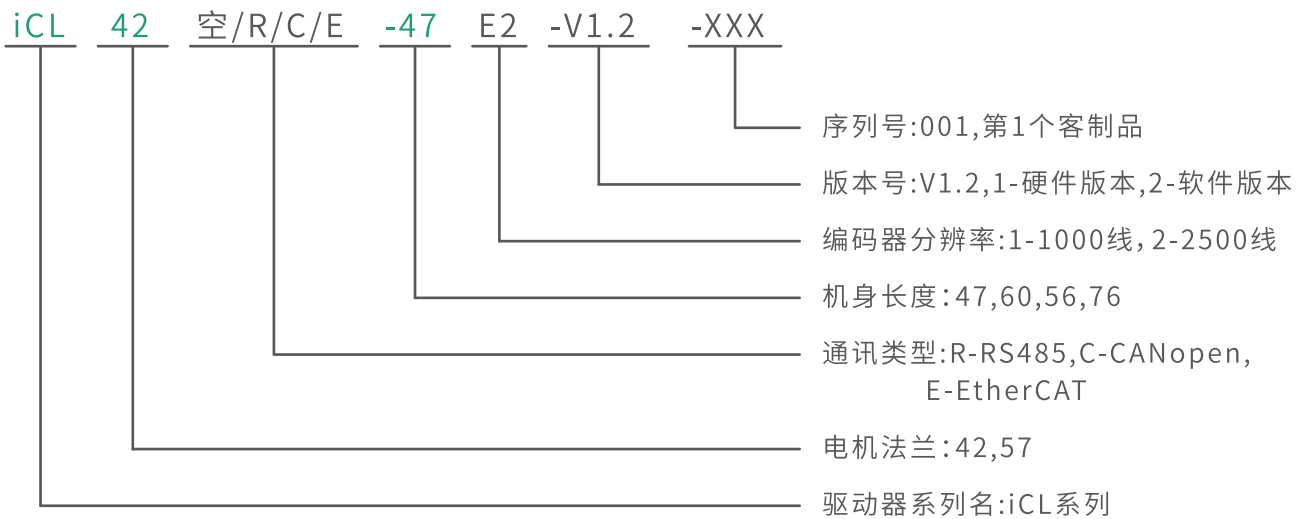 iCL 42 空/R/C/E -47 E2 -V1.2 -XXX
序列号:001,第1个客制品
版本号:V1.2,1-硬件版本,2-软件版本
编码器分辨率:1-1000线，2-2500线
机身长度：47,60,56,76
通讯类型:R-RS485,C-CANopen,
E-EtherCAT
电机法兰：42,57
驱动器系列名:iCL系列